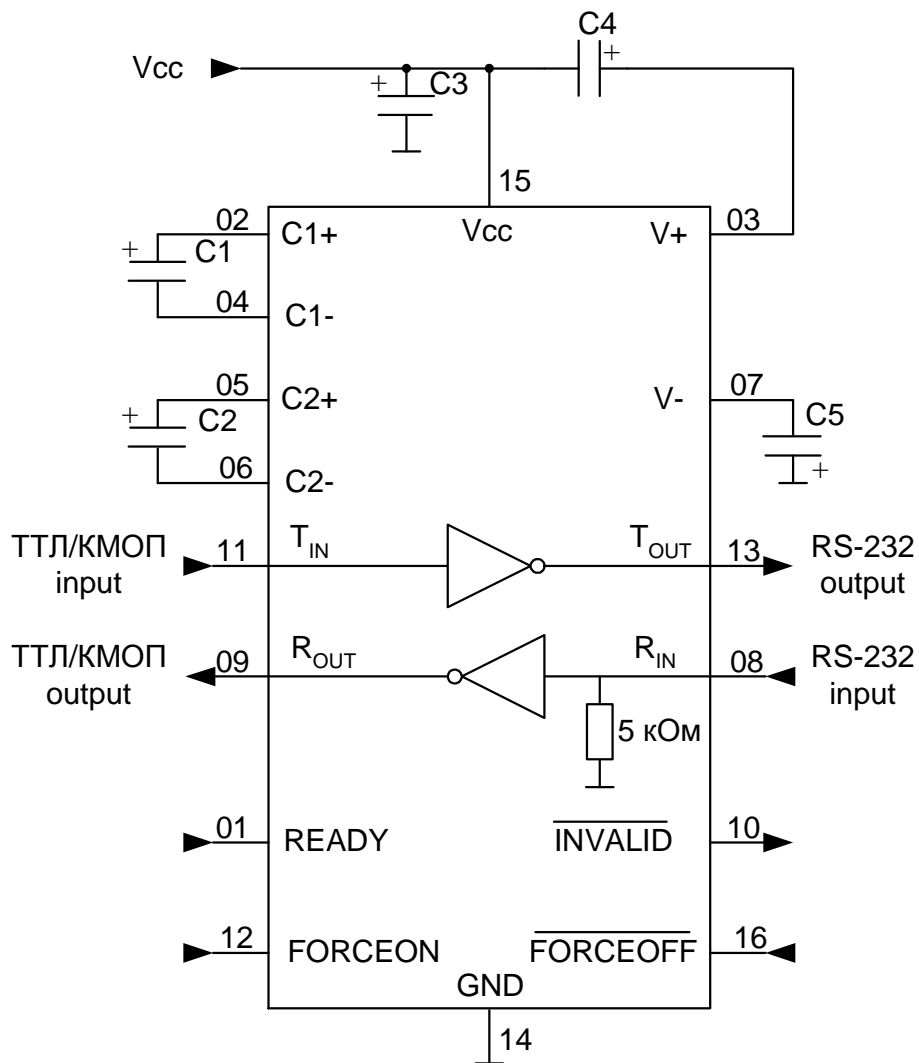 C4
+
Vcc
+
C3
15
02
C1+
Vcc
V+
03
+
C1
04
C1-
05
C2+
V-
07
+
C2
C5
06
C2-
+
ТТЛ/КМОП
input
11
TIN
TOUT
13
RS-232
output
ТТЛ/КМОП
output
09
ROUT
RIN
08
RS-232
input
5 кОм
01
READY
INVALID
10
12
FORCEON
FORCEOFF
16
GND
14